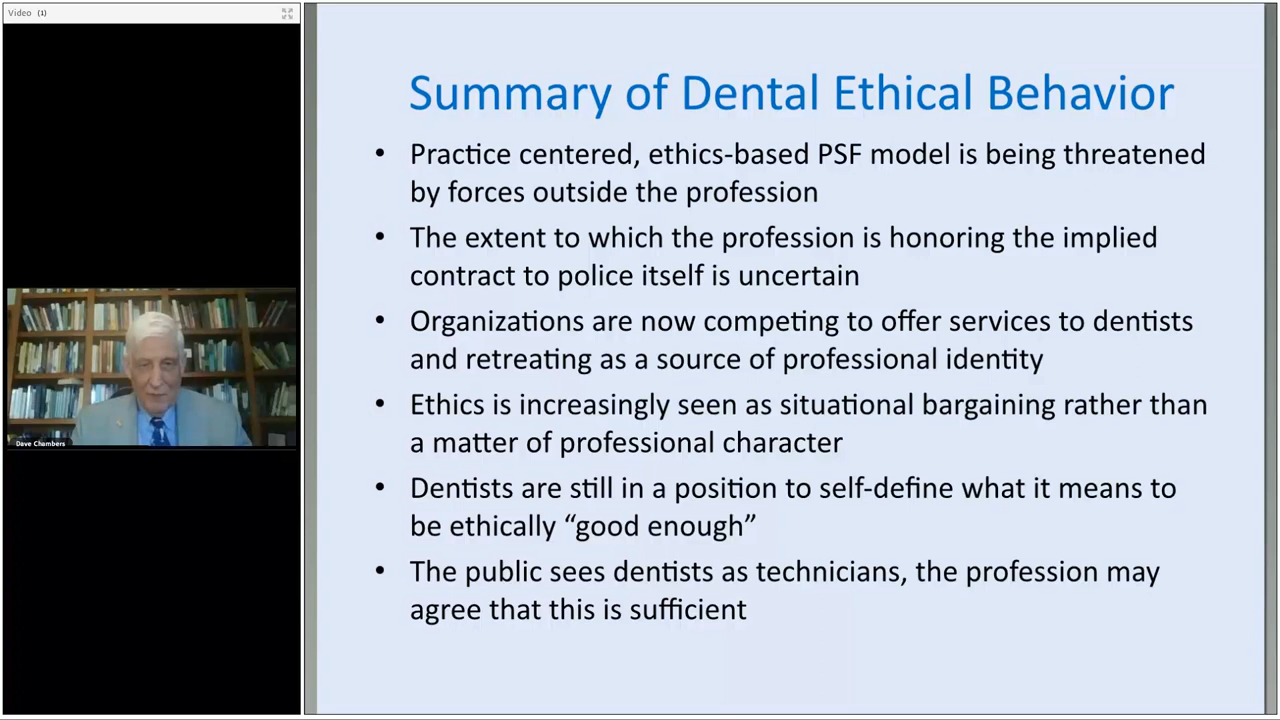 Video (1)
Summary of Dental Ethical Behavior
• Practice centered, ethics-based PSF model is being threatened
by forces outside the profession
• The extent to which the profession is honoring the implied
contract to police itself is uncertain
• Organizations are now competing to offer services to dentists
and retreating as a source of professional identity
• Ethics is increasingly seen as situational bargaining rather than
a matter of professional character
• Dentists are still in a position to self-define what it means to
be ethically “good enough”
• The public sees dentists as technicians, the profession may
agree that this is sufficient
Dave Chambers